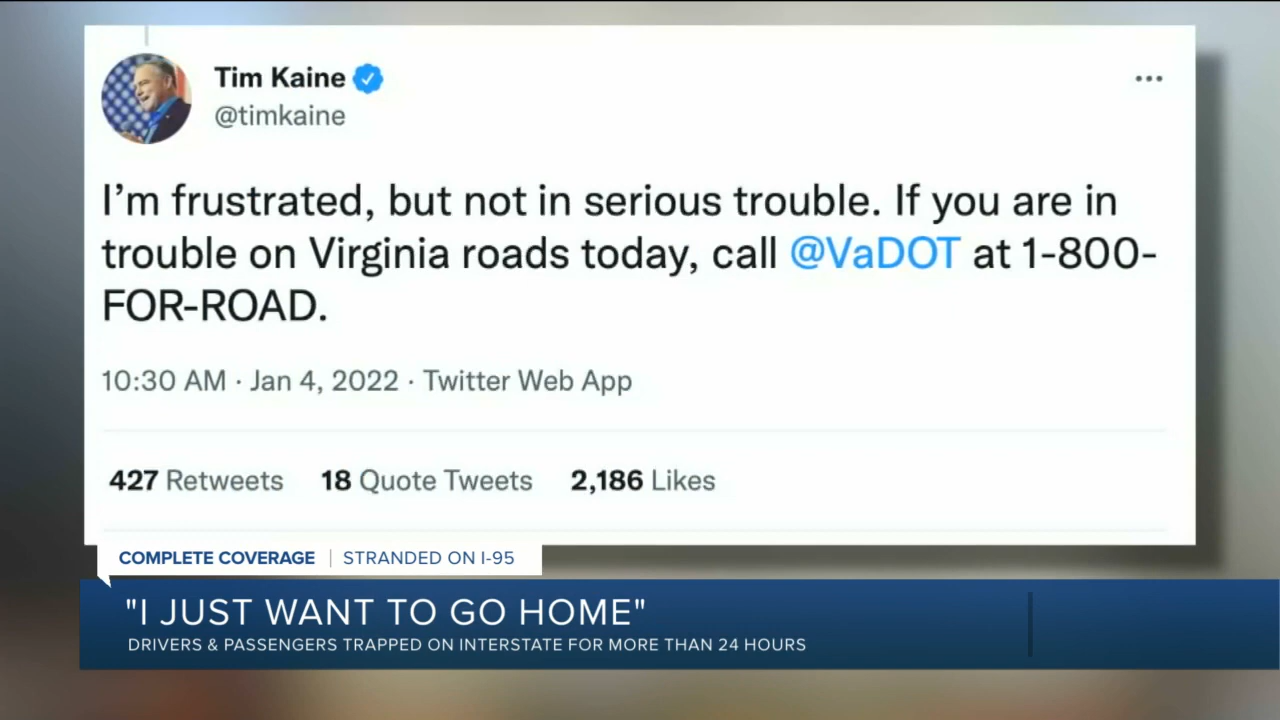 Tim Kaine
@timkaine
I'm frustrated, but not in serious trouble. If you are in
trouble on Virginia roads today, call @VaDOT at 1-800-
FOR-ROAD.
10:30 AM · Jan 4, 2022 · Twitter Web App
427 Retweets 18 Quote Tweets 2,186 Likes
COMPLETE COVERAGE | STRANDED ON I-95
"I JUST WANT TO GO HOME"
DRIVERS & PASSENGERS TRAPPED ON INTERSTATE FOR MORE THAN 24 HOURS